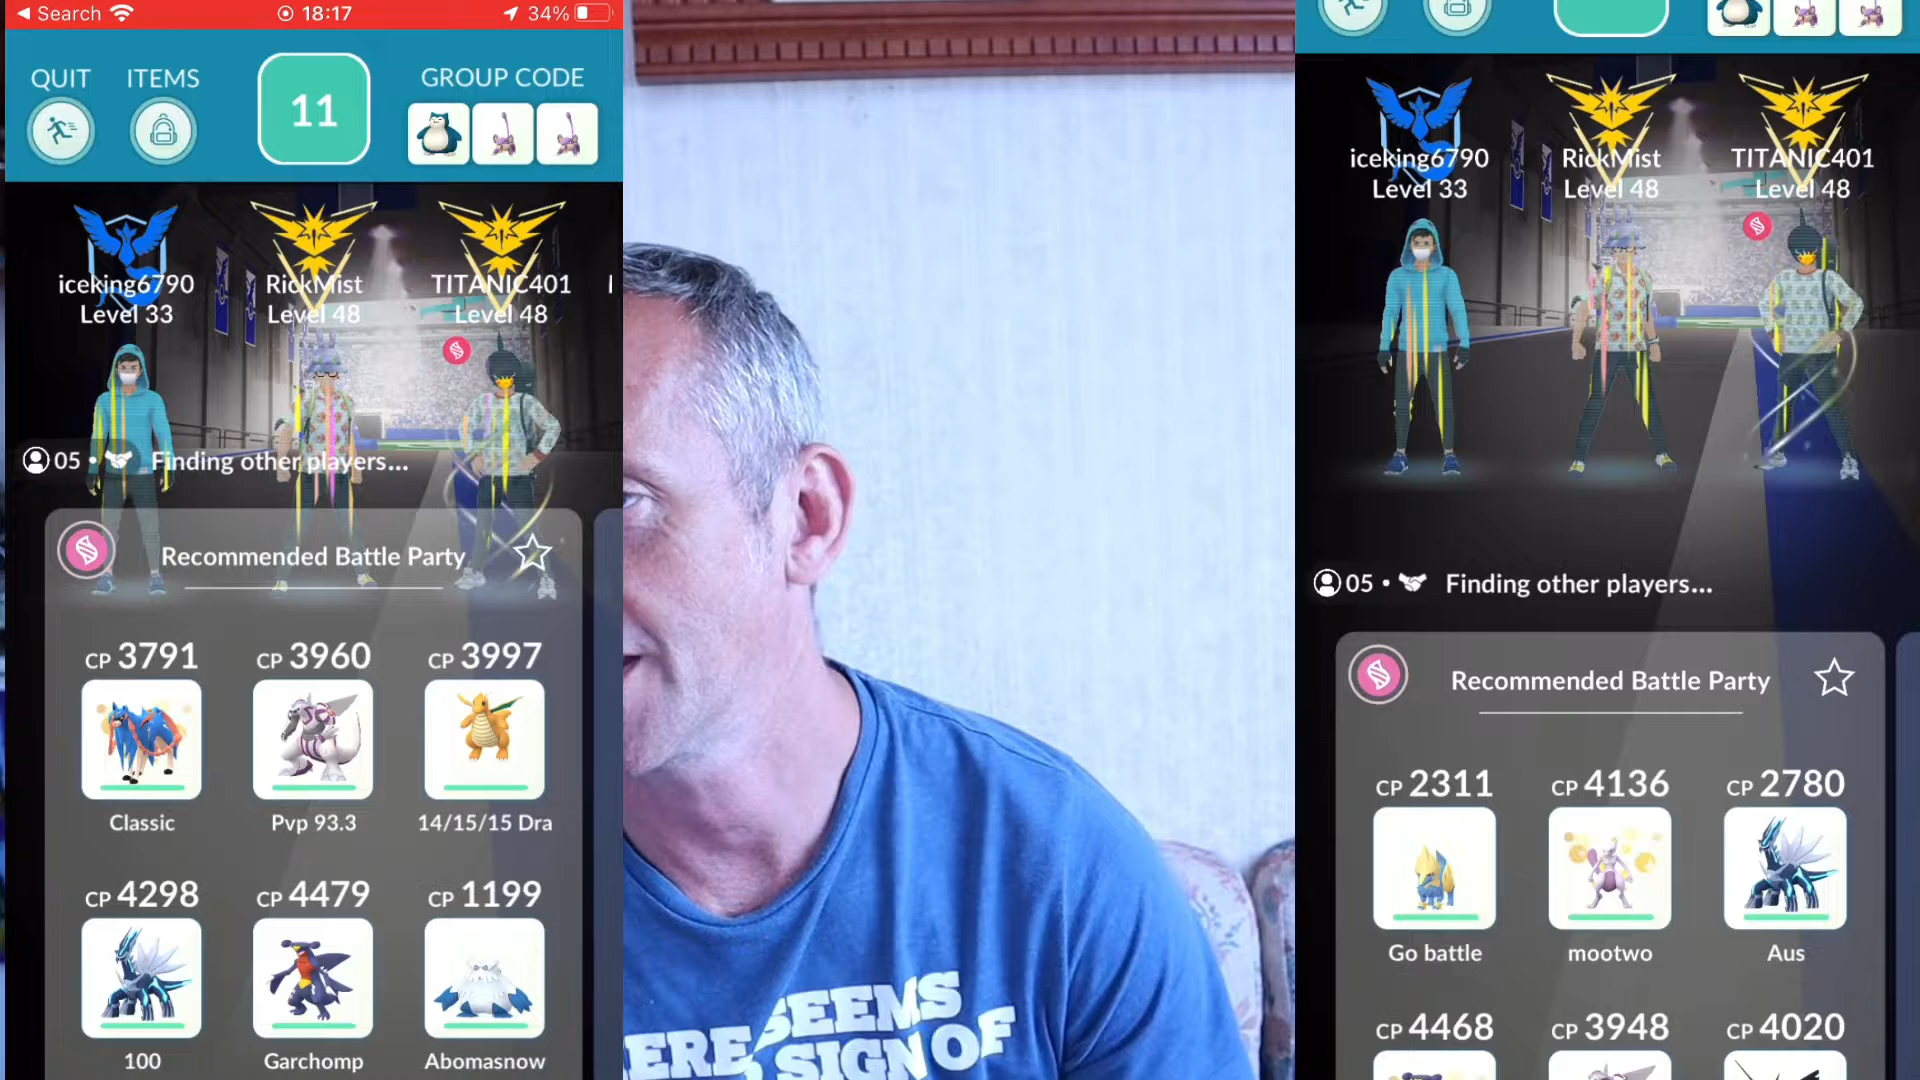 Search
18:17
34%
QUIT
ITEMS
11
GROUP CODE
iceking6790
Level 33
RickMist
Level 48
TITANIC401
Level 48
05 • Finding other players...
Recommended Battle Party
CP 3791
CP 3960
CP 3997
Classic
Pvp 93.3
14/15/15 Dra
CP 4298
CP 4479
CP 1199
100
Garchomp
Abomasnow
SEEMS
SIGN OF
iceking6790
Level 33
RickMist
Level 48
TITANIC401
Level 48
05 • Finding other players...
Recommended Battle Party
CP 2311
CP 4136
CP 2780
Go battle
mootwo
Aus
CP 4468
CP 3948
CP 4020